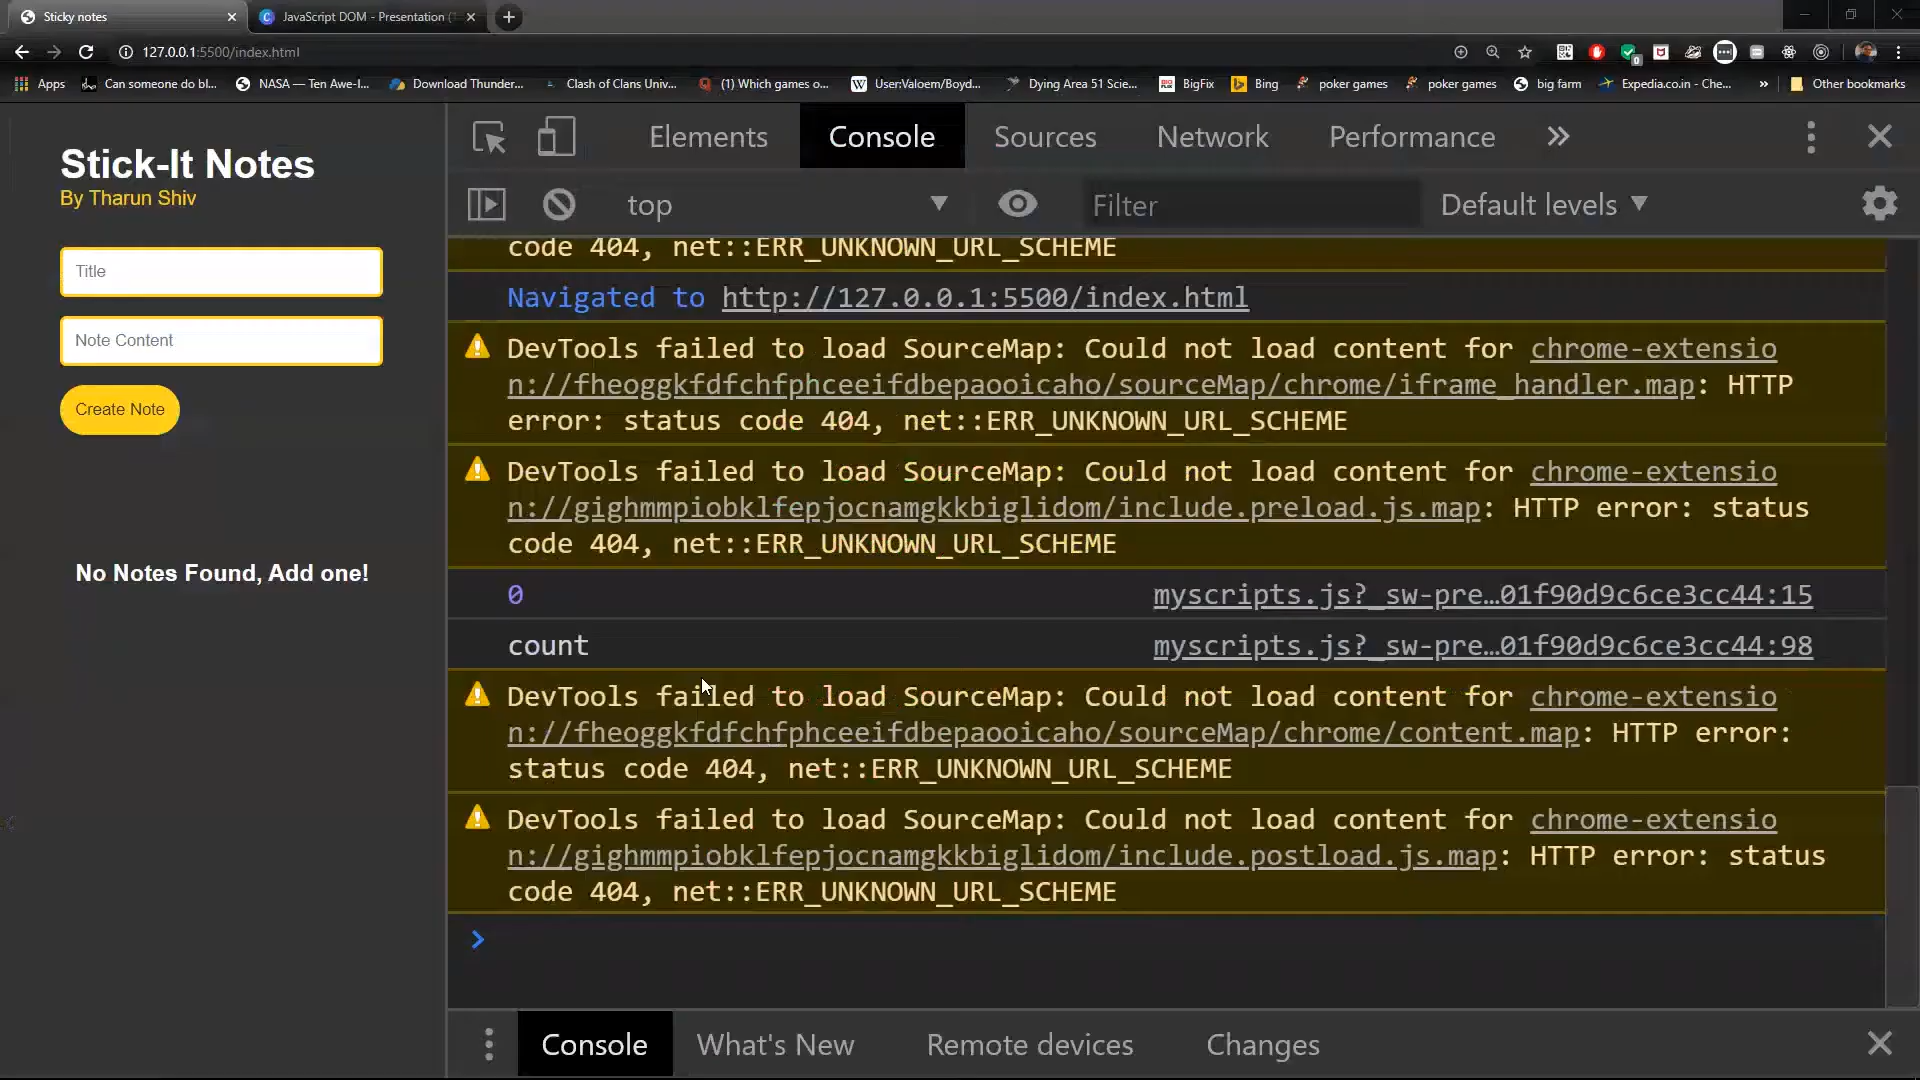 Sticky notes
JavaScript DOM - Presentation (1
127.0.0.1:5500/index.html
0
Apps
Can someone do bl...
NASA — Ten Awe-I...
Download Thunder...
Clash of Clans Univ...
(1) Which games o...
User:Valoem/Boyd...
Dying Area 51 Scie...
BigFix
Bing
poker games
poker games
big farm
Expedia.co.in - Che...
»
Other bookmarks
Stick-It Notes
By Tharun Shiv
Title
Note Content
Create Note
No Notes Found, Add one!
Elements
Console
Sources
Network
Performance
top
Filter
Default levels
code 404, net::ERR_UNKNOWN_URL_SCHEME
Navigated to http://127.0.0.1:5500/index.html
DevTools failed to load SourceMap: Could not load content for chrome-extensio
n://fheoggkfdfchfphceeifdbepaooicaho/sourceMap/chrome/iframe_handler.map: HTTP
error: status code 404, net::ERR_UNKNOWN_URL_SCHEME
DevTools failed to load SourceMap: Could not load content for chrome-extensio
n://gighmmpiobklfepjocnamgkkbiglidom/include.preload.js.map: HTTP error: status
code 404, net::ERR_UNKNOWN_URL_SCHEME
0 myscripts.js?_sw-pre…01f90d9c6ce3cc44:15
count myscripts.js?_sw-pre…01f90d9c6ce3cc44:98
DevTools failed to load SourceMap: Could not load content for chrome-extensio
n://fheoggkfdfchfphceeifdbepaooicaho/sourceMap/chrome/content.map: HTTP error:
status code 404, net::ERR_UNKNOWN_URL_SCHEME
DevTools failed to load SourceMap: Could not load content for chrome-extensio
n://gighmmpiobklfepjocnamgkkbiglidom/include.postload.js.map: HTTP error: status
code 404, net::ERR_UNKNOWN_URL_SCHEME
Console
What's New
Remote devices
Changes